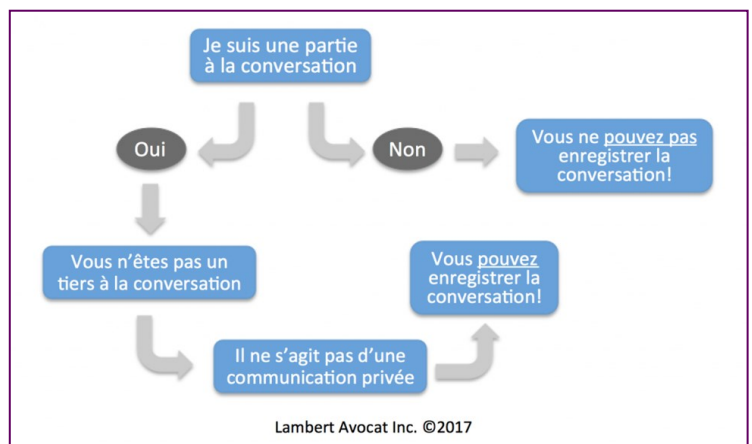 Je suis une partie
à la conversation
Oui
Non
Vous ne pouvez pas
enregistrer la
conversation!
Vous n'êtes pas un
tiers à la conversation
Vous pouvez
enregistrer la
conversation!
Il ne s'agit pas d'une
communication privée
Lambert Avocat Inc. ©2017